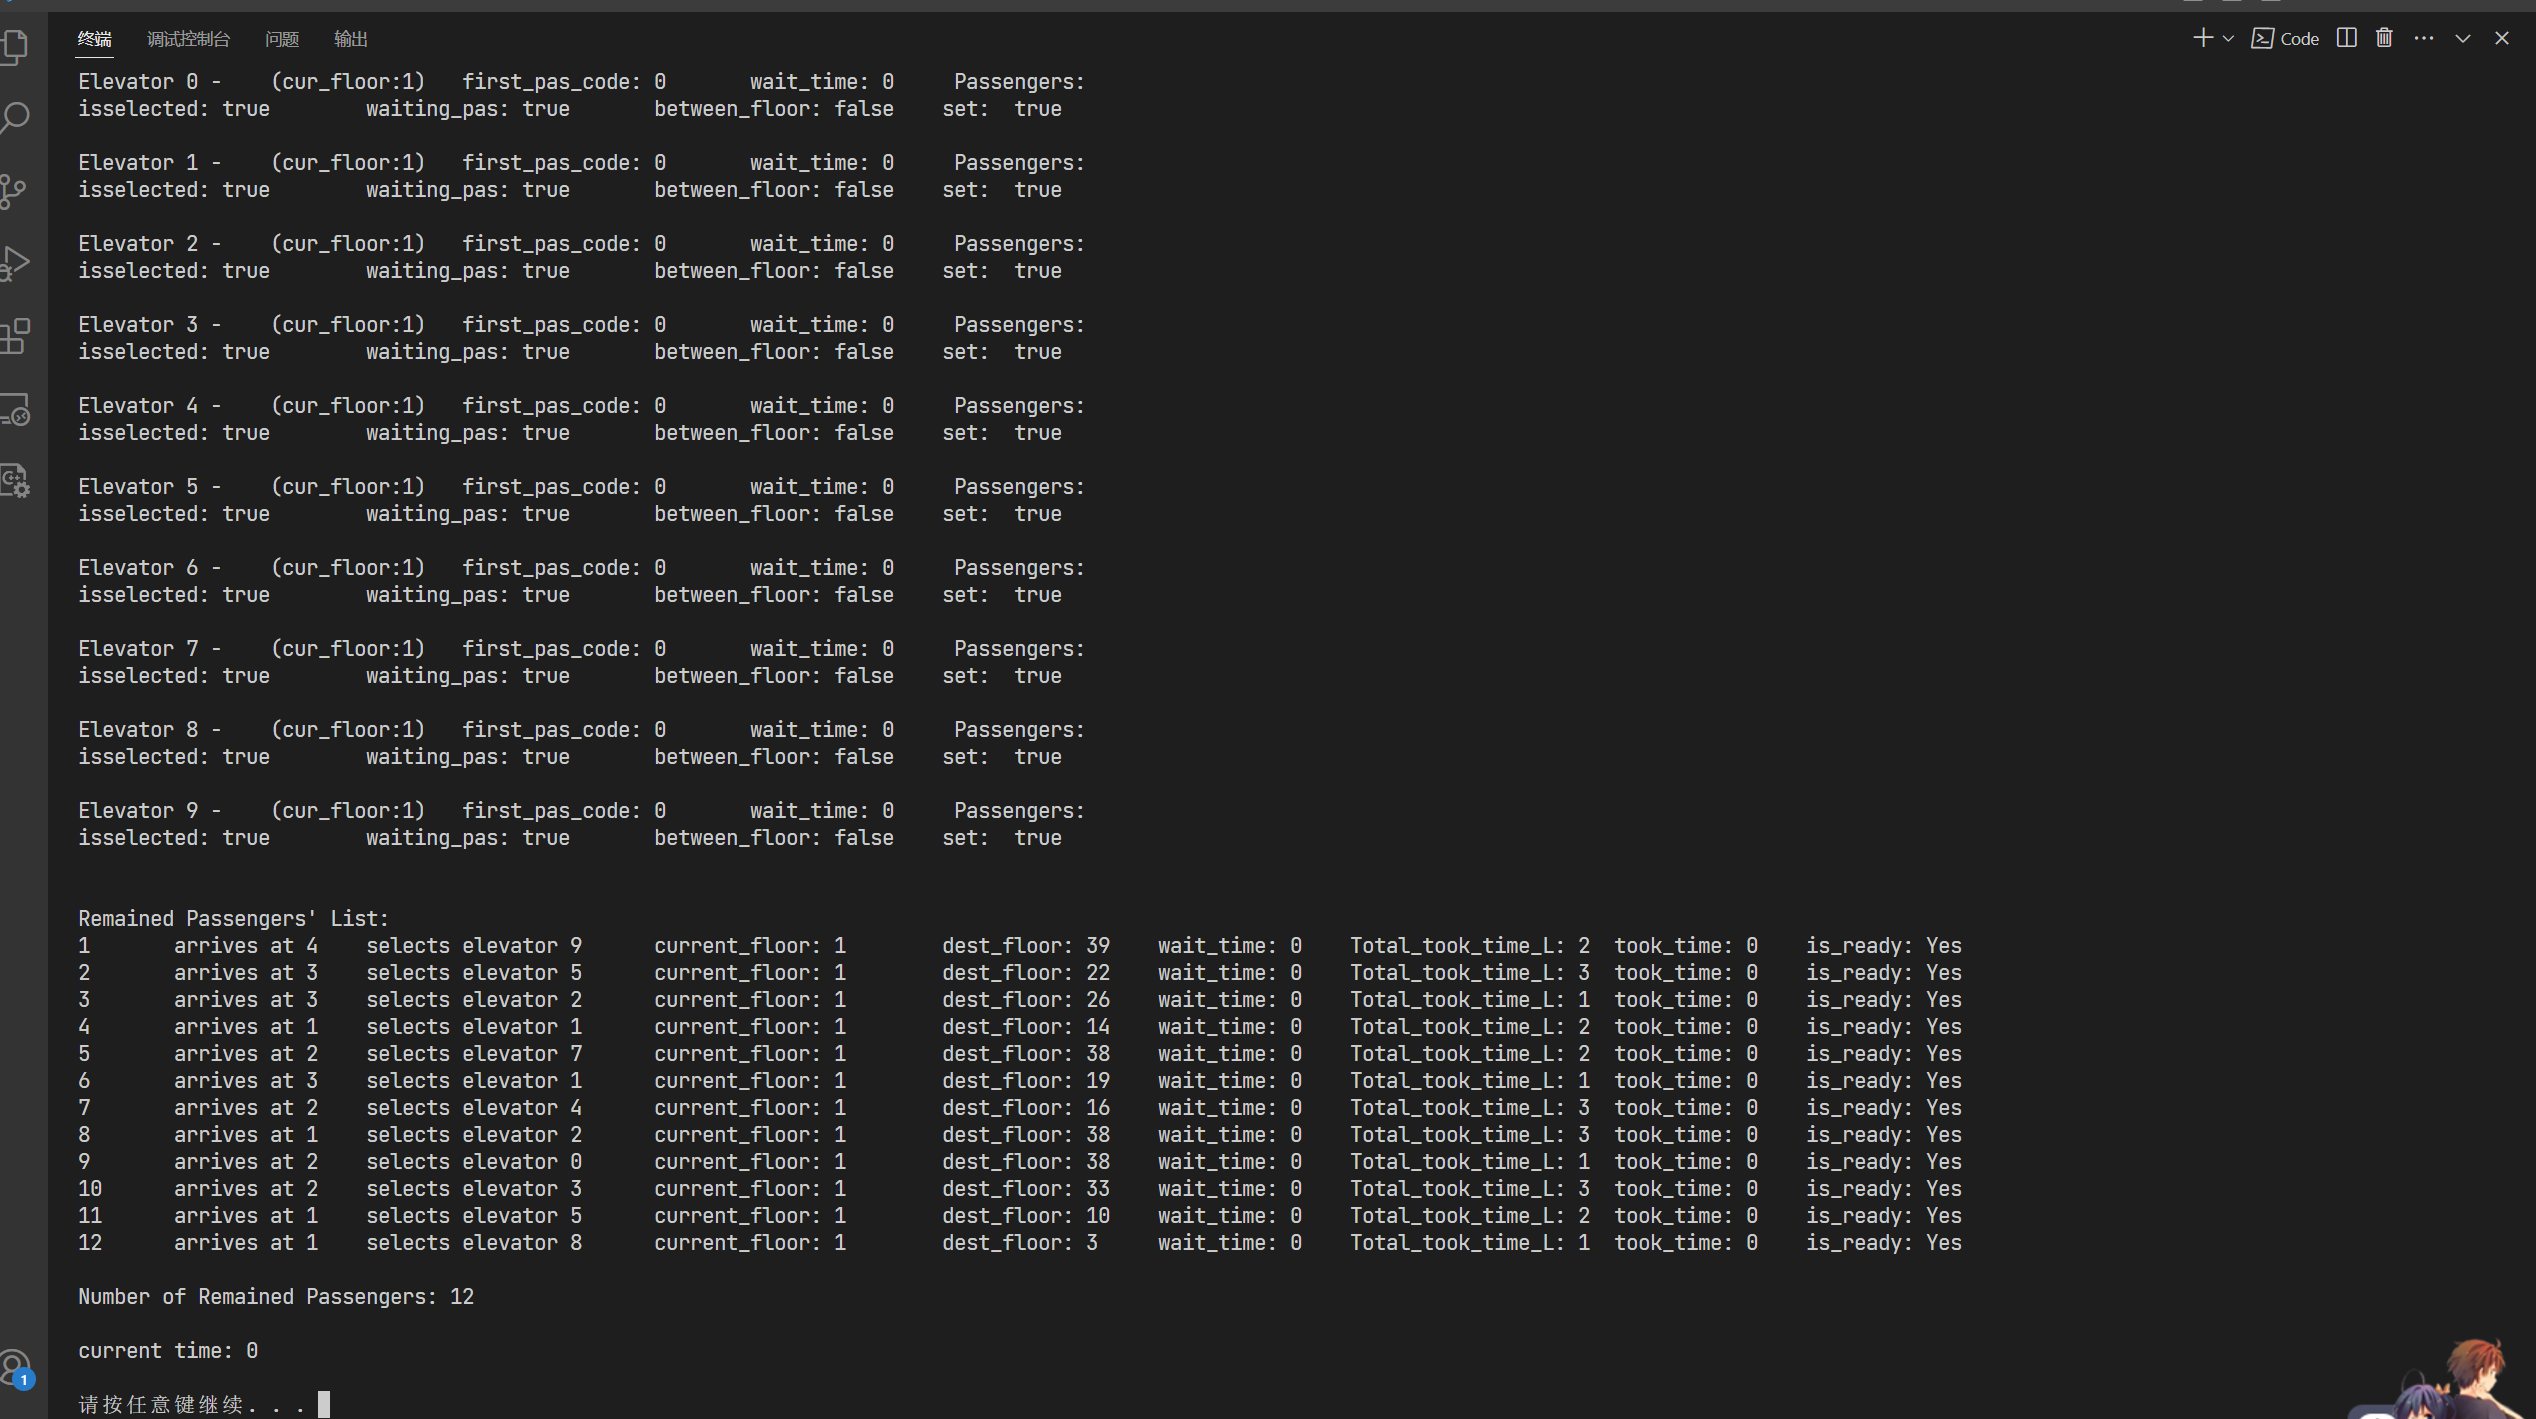 终端 调试控制台 问题 输出 Code
Elevator 0 - (cur_floor:1) first_pas_code: 0 wait_time: 0 Passengers:
isselected: true waiting_pas: true between_floor: false set: true
Elevator 1 - (cur_floor:1) first_pas_code: 0 wait_time: 0 Passengers:
isselected: true waiting_pas: true between_floor: false set: true
Elevator 2 - (cur_floor:1) first_pas_code: 0 wait_time: 0 Passengers:
isselected: true waiting_pas: true between_floor: false set: true
Elevator 3 - (cur_floor:1) first_pas_code: 0 wait_time: 0 Passengers:
isselected: true waiting_pas: true between_floor: false set: true
Elevator 4 - (cur_floor:1) first_pas_code: 0 wait_time: 0 Passengers:
isselected: true waiting_pas: true between_floor: false set: true
Elevator 5 - (cur_floor:1) first_pas_code: 0 wait_time: 0 Passengers:
isselected: true waiting_pas: true between_floor: false set: true
Elevator 6 - (cur_floor:1) first_pas_code: 0 wait_time: 0 Passengers:
isselected: true waiting_pas: true between_floor: false set: true
Elevator 7 - (cur_floor:1) first_pas_code: 0 wait_time: 0 Passengers:
isselected: true waiting_pas: true between_floor: false set: true
Elevator 8 - (cur_floor:1) first_pas_code: 0 wait_time: 0 Passengers:
isselected: true waiting_pas: true between_floor: false set: true
Elevator 9 - (cur_floor:1) first_pas_code: 0 wait_time: 0 Passengers:
isselected: true waiting_pas: true between_floor: false set: true
Remained Passengers' List:
1 arrives at 4 selects elevator 9 current_floor: 1 dest_floor: 39 wait_time: 0 Total_took_time_L: 2 took_time: 0 is_ready: Yes
2 arrives at 3 selects elevator 5 current_floor: 1 dest_floor: 22 wait_time: 0 Total_took_time_L: 3 took_time: 0 is_ready: Yes
3 arrives at 3 selects elevator 2 current_floor: 1 dest_floor: 26 wait_time: 0 Total_took_time_L: 1 took_time: 0 is_ready: Yes
4 arrives at 1 selects elevator 1 current_floor: 1 dest_floor: 14 wait_time: 0 Total_took_time_L: 2 took_time: 0 is_ready: Yes
5 arrives at 2 selects elevator 7 current_floor: 1 dest_floor: 38 wait_time: 0 Total_took_time_L: 2 took_time: 0 is_ready: Yes
6 arrives at 3 selects elevator 1 current_floor: 1 dest_floor: 19 wait_time: 0 Total_took_time_L: 1 took_time: 0 is_ready: Yes
7 arrives at 2 selects elevator 4 current_floor: 1 dest_floor: 16 wait_time: 0 Total_took_time_L: 3 took_time: 0 is_ready: Yes
8 arrives at 1 selects elevator 2 current_floor: 1 dest_floor: 38 wait_time: 0 Total_took_time_L: 3 took_time: 0 is_ready: Yes
9 arrives at 2 selects elevator 0 current_floor: 1 dest_floor: 38 wait_time: 0 Total_took_time_L: 1 took_time: 0 is_ready: Yes
10 arrives at 2 selects elevator 3 current_floor: 1 dest_floor: 33 wait_time: 0 Total_took_time_L: 3 took_time: 0 is_ready: Yes
11 arrives at 1 selects elevator 5 current_floor: 1 dest_floor: 10 wait_time: 0 Total_took_time_L: 2 took_time: 0 is_ready: Yes
12 arrives at 1 selects elevator 8 current_floor: 1 dest_floor: 3 wait_time: 0 Total_took_time_L: 1 took_time: 0 is_ready: Yes
Number of Remained Passengers: 12
current time: 0
1
请按任意键继续. . .